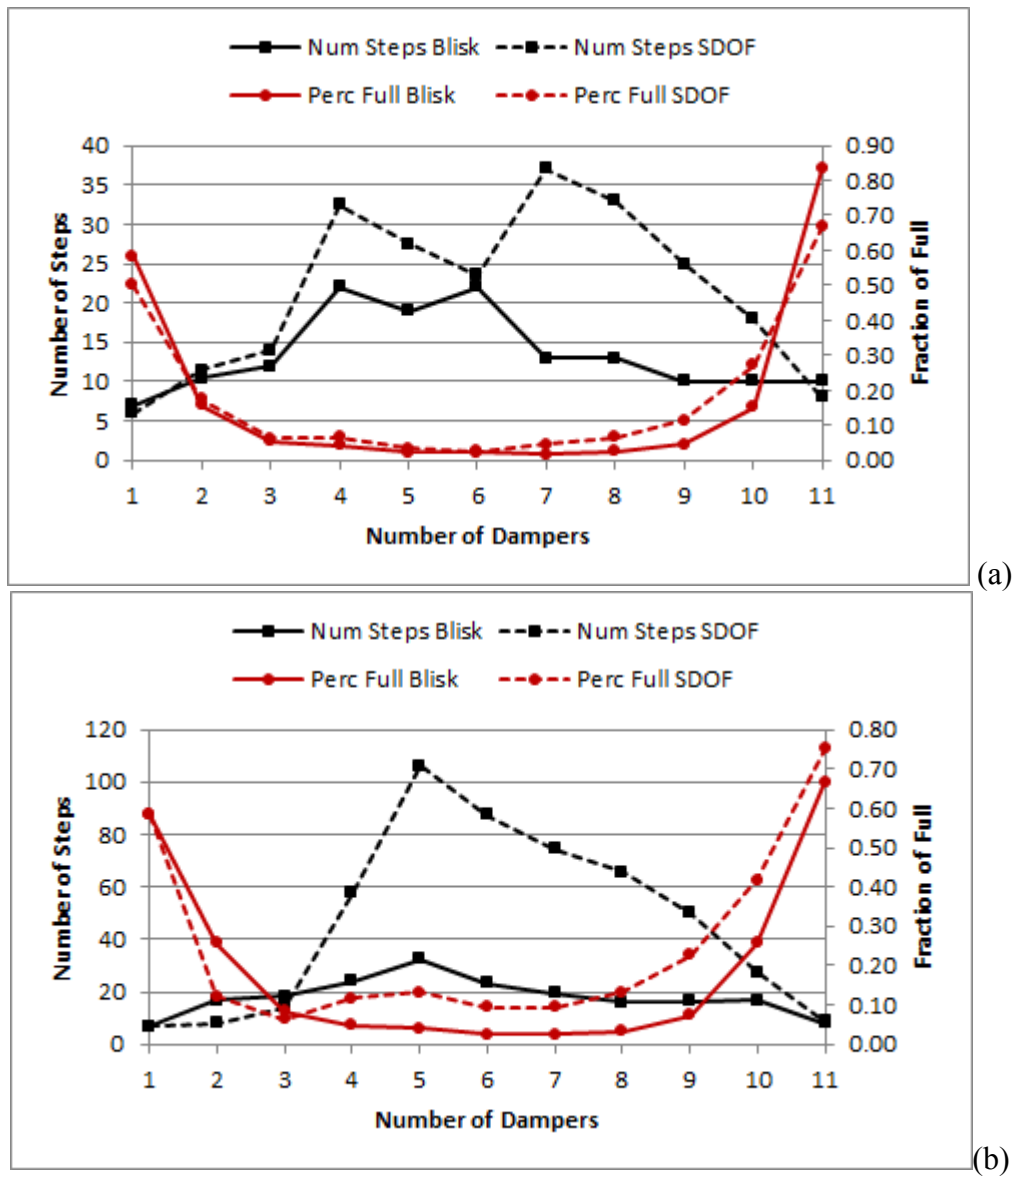 Num Steps Blisk Num Steps SDOF
Perc Full Blisk Perc Full SDOF
40 0.90
35 0.80
30 0.70
25 0.60
20 0.50
15 0.40
10 0.30
5 0.20
0 0.10
0.00
Number of Steps
Fraction of Full
1 2 3 4 5 6 7 8 9 10 11
Number of Dampers
(a)
Num Steps Blisk Num Steps SDOF
Perc Full Blisk Perc Full SDOF
120 0.80
100 0.70
80 0.60
60 0.50
40 0.40
20 0.30
0 0.20
0.10
0.00
Number of Steps
Fraction of Full
1 2 3 4 5 6 7 8 9 10 11
Number of Dampers
(b)